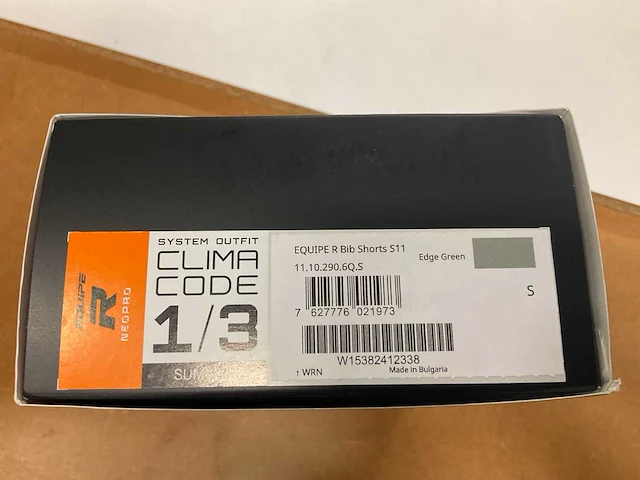 EQUIPE
R
NEOPRO
SYSTEM OUTFIT
CLIMA
CODE
1/3
EQUIPE R Bib Shorts S11
Edge Green
11.10.290.6Q.S
S
7 627776 021973
W15382412338
↑ WRN
Made in Bulgaria